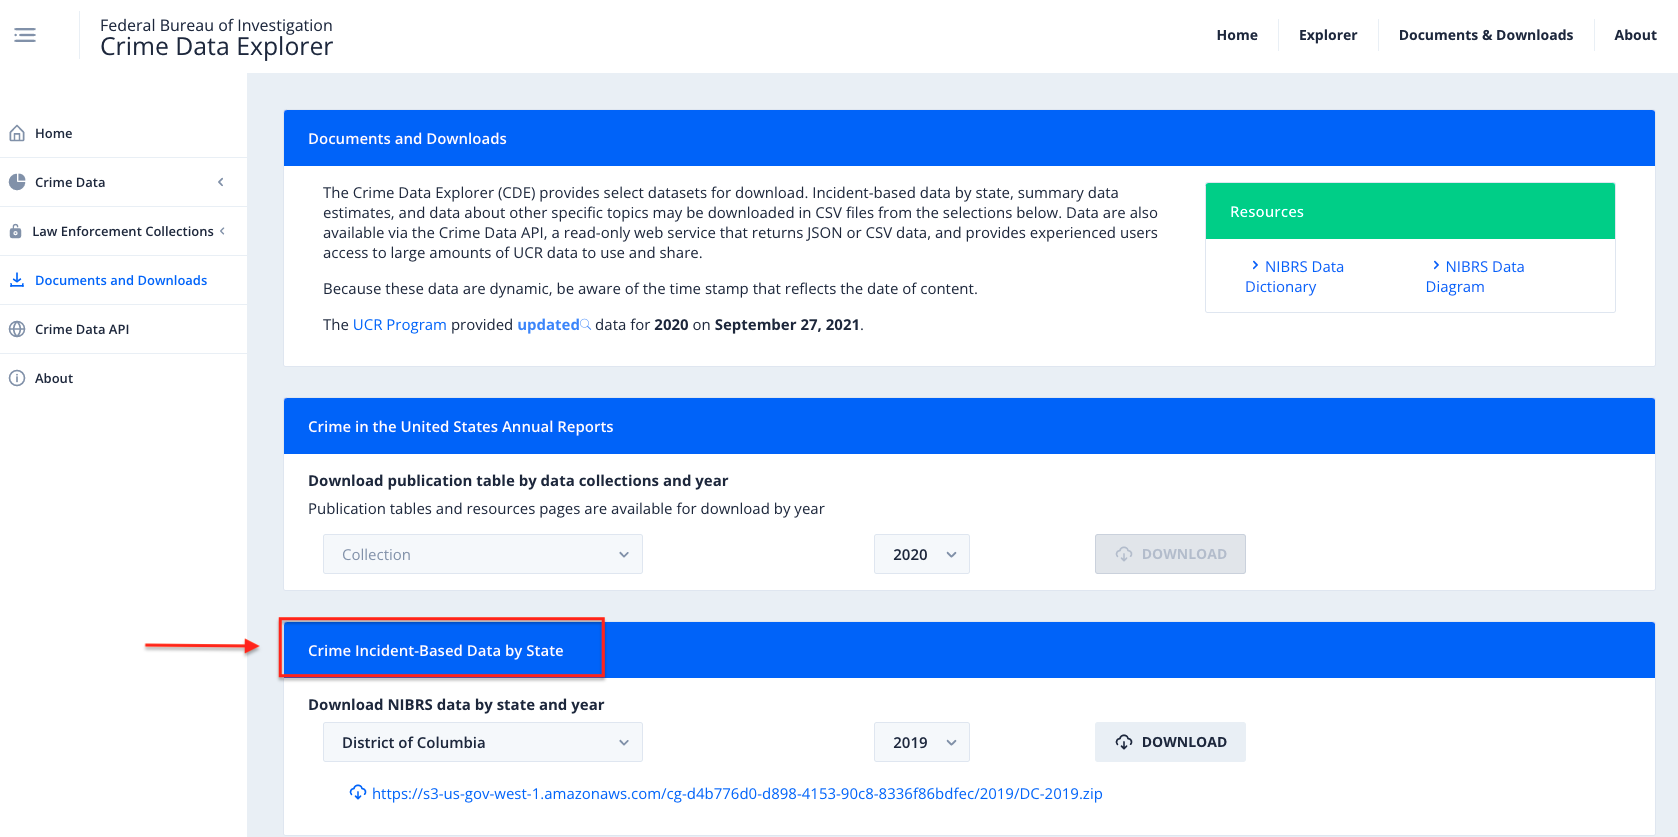 Federal Bureau of Investigation
Crime Data Explorer
Home
Explorer
Documents & Downloads
About
Home
Crime Data
Law Enforcement Collections
Documents and Downloads
Crime Data API
About
Documents and Downloads
The Crime Data Explorer (CDE) provides select datasets for download. Incident-based data by state, summary data
estimates, and data about other specific topics may be downloaded in CSV files from the selections below. Data are also
available via the Crime Data API, a read-only web service that returns JSON or CSV data, and provides experienced users
access to large amounts of UCR data to use and share.
Because these data are dynamic, be aware of the time stamp that reflects the date of content.
The UCR Program provided updated data for 2020 on September 27, 2021.
Resources
NIBRS Data
Dictionary
NIBRS Data
Diagram
Crime in the United States Annual Reports
Download publication table by data collections and year
Publication tables and resources pages are available for download by year
Collection
2020
DOWNLOAD
Crime Incident-Based Data by State
Download NIBRS data by state and year
District of Columbia
2019
DOWNLOAD
https://s3-us-gov-west-1.amazonaws.com/cg-d4b776d0-d898-4153-90c8-8336f86bdfec/2019/DC-2019.zip